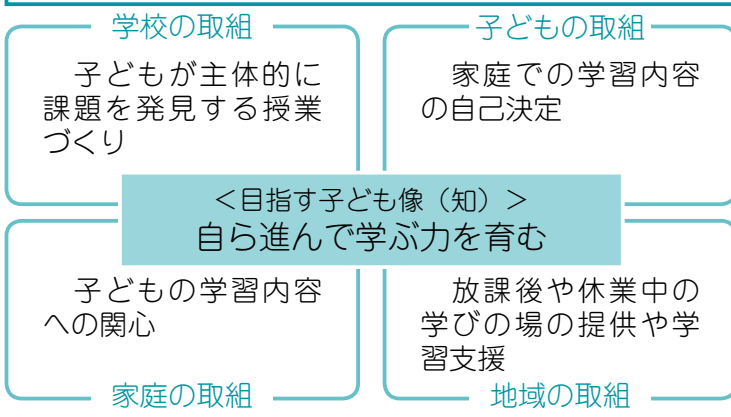 学校の取組
子どもが主体的に
課題を発見する授業
づくり
子どもの取組
家庭での学習内容
の自己決定
<目指す子ども像(知)>
自ら進んで学ぶ力を育む
子どもの学習内容
への関心
家庭の取組
放課後や休業中の
学びの場の提供や学
習支援
地域の取組